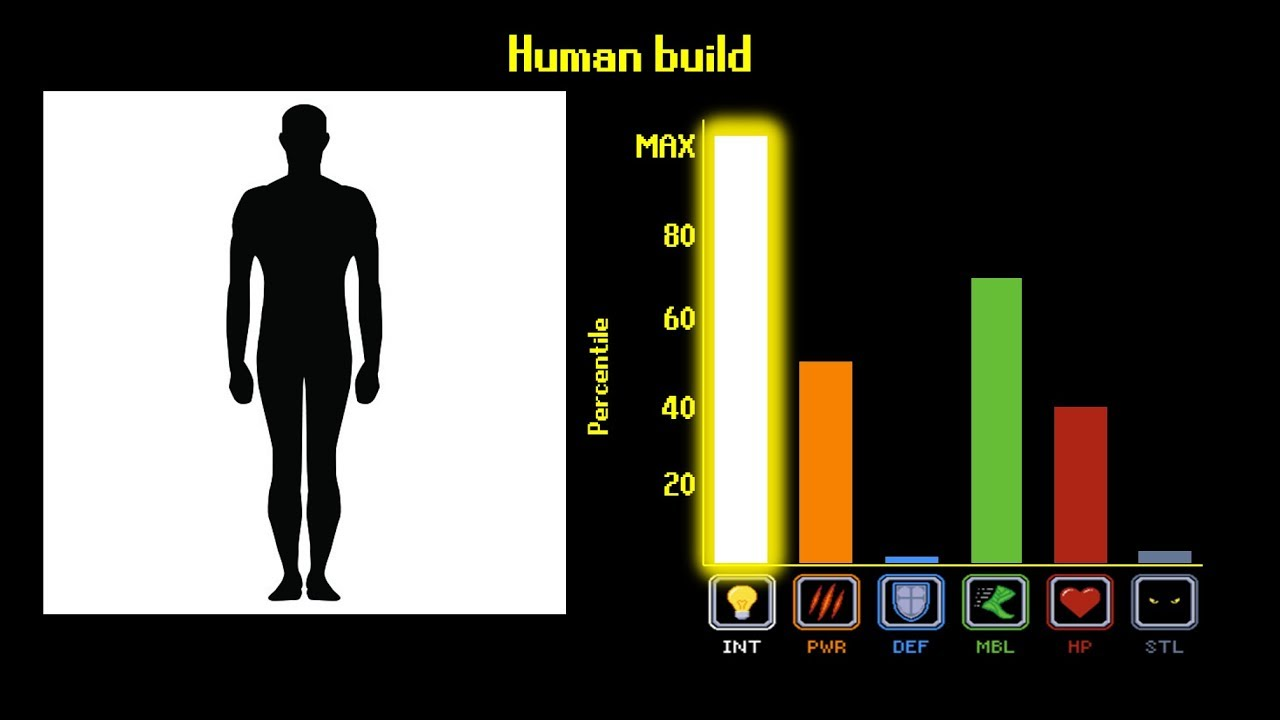 Human build
MAX
80
60
40
20
Percentile
INT PWR DEF MBL HP STL